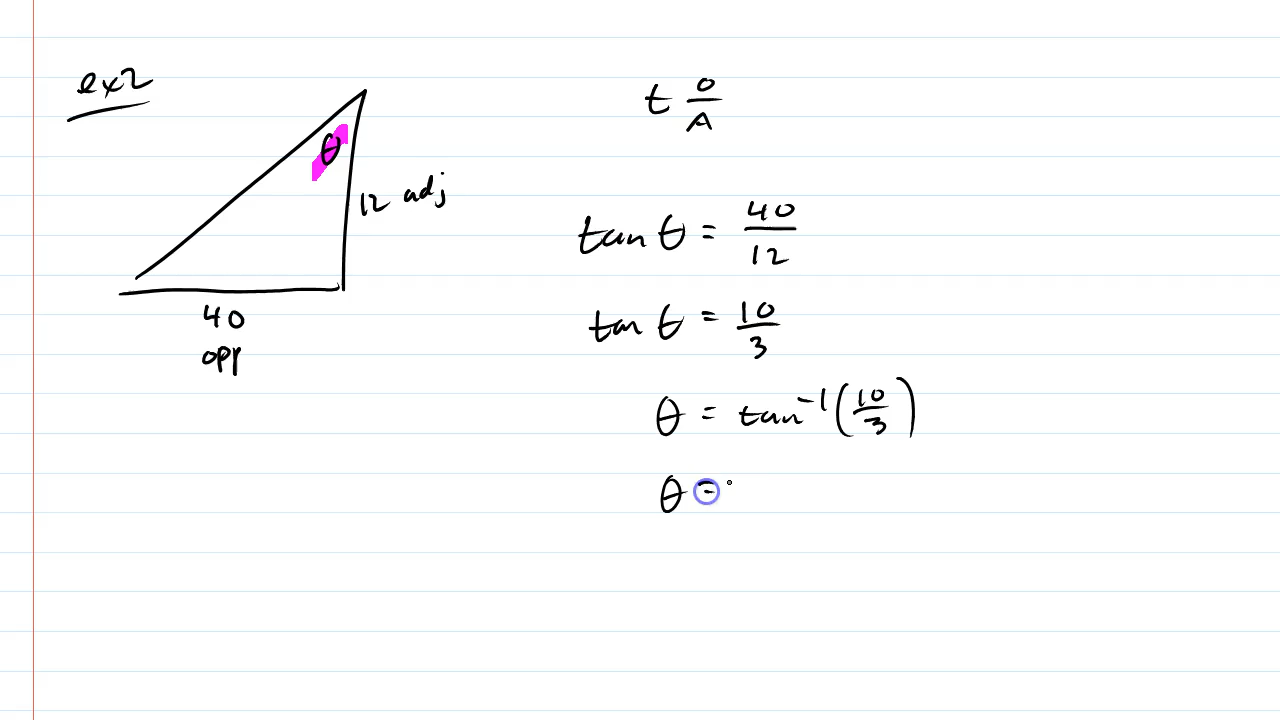 ex2
θ
12 adj
40
opp
t O/A
tan θ = 40/12
tan θ = 10/3
θ = tan⁻¹(10/3)
θ =